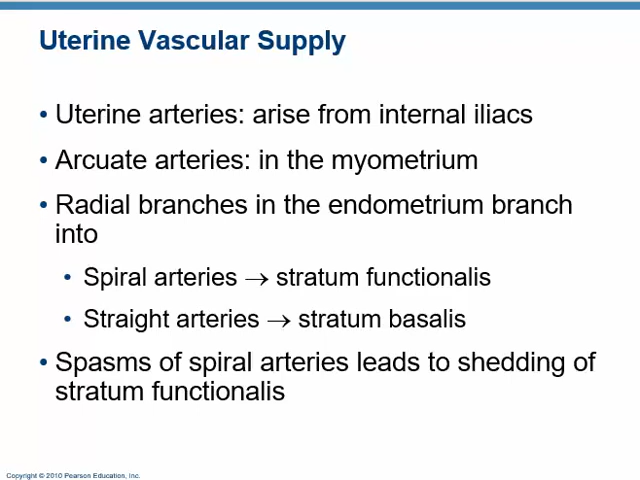 Uterine Vascular Supply
• Uterine arteries: arise from internal iliacs
• Arcuate arteries: in the myometrium
• Radial branches in the endometrium branch
into
• Spiral arteries → stratum functionalis
• Straight arteries → stratum basalis
• Spasms of spiral arteries leads to shedding of
stratum functionalis
Copyright © 2010 Pearson Education, Inc.